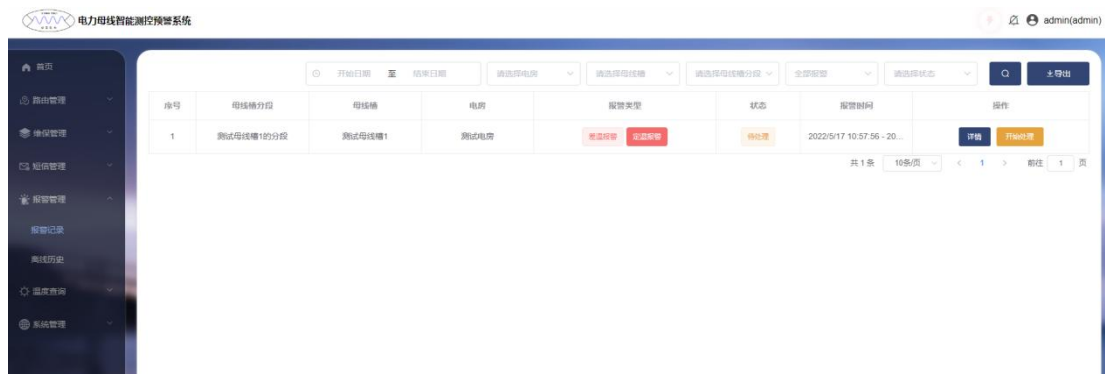 电力母线智能测控预警系统
admin(admin)
首页
路由管理
维保管理
短信管理
报警管理
报警记录
离线历史
温度查询
系统管理
开始日期 至 结束日期 请选择电房 请选择母线槽 请选择母线槽分段 全部报警 请选择状态 导出
序号 母线槽分段 母线槽 电房 报警类型 状态 报警时间 操作
1 测试母线槽1的分段 测试母线槽1 测试电房 差温报警 定温报警 待处理 2022/5/17 10:57:56 - 20... 详情 开始处理
共 1 条 10条/页 < 1 > 前往 1 页